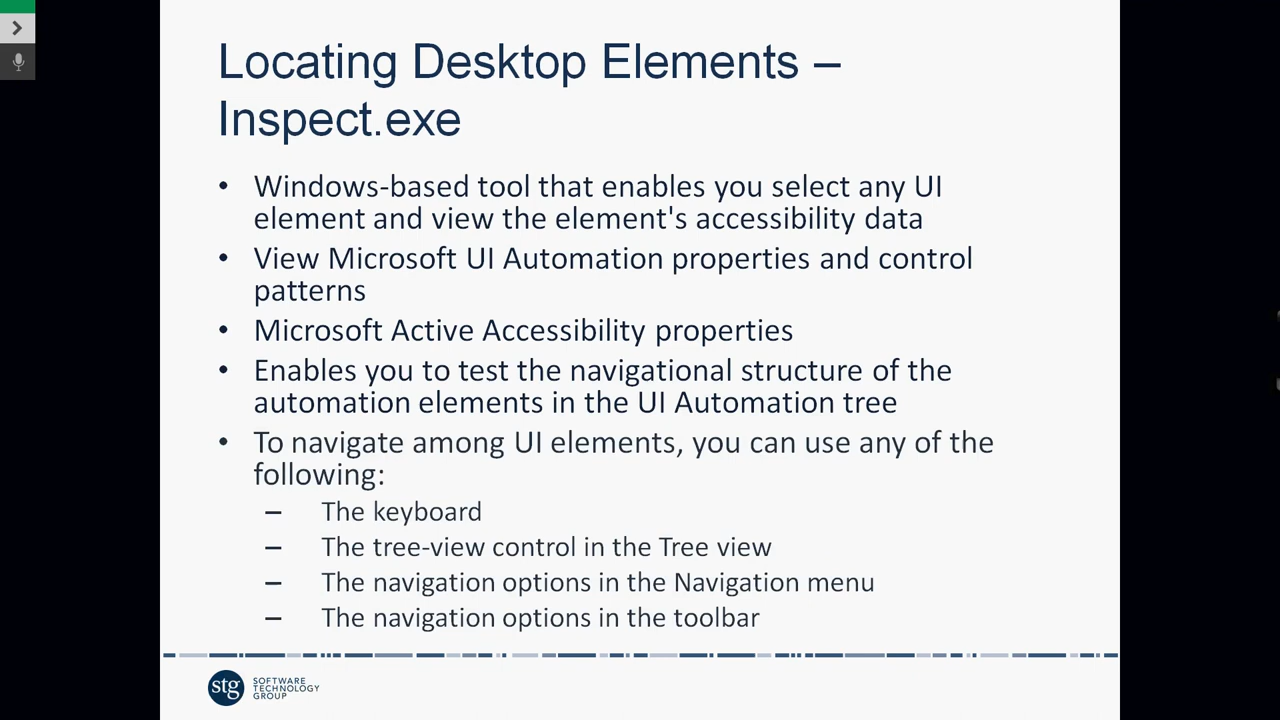 Locating Desktop Elements –
Inspect.exe
• Windows-based tool that enables you select any UI
element and view the element's accessibility data
• View Microsoft UI Automation properties and control
patterns
• Microsoft Active Accessibility properties
• Enables you to test the navigational structure of the
automation elements in the UI Automation tree
• To navigate among UI elements, you can use any of the
following:
– The keyboard
– The tree-view control in the Tree view
– The navigation options in the Navigation menu
– The navigation options in the toolbar
stg
SOFTWARE
TECHNOLOGY
GROUP